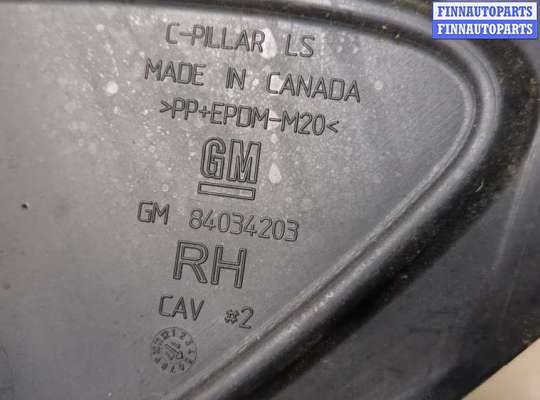 FINNAUTOPARTS
FINNAUTOPARTS
C-PILLAR LS
MADE IN CANADA
>PP+EPDM-M20<
GM
GM 84034203
RH
CAV #2